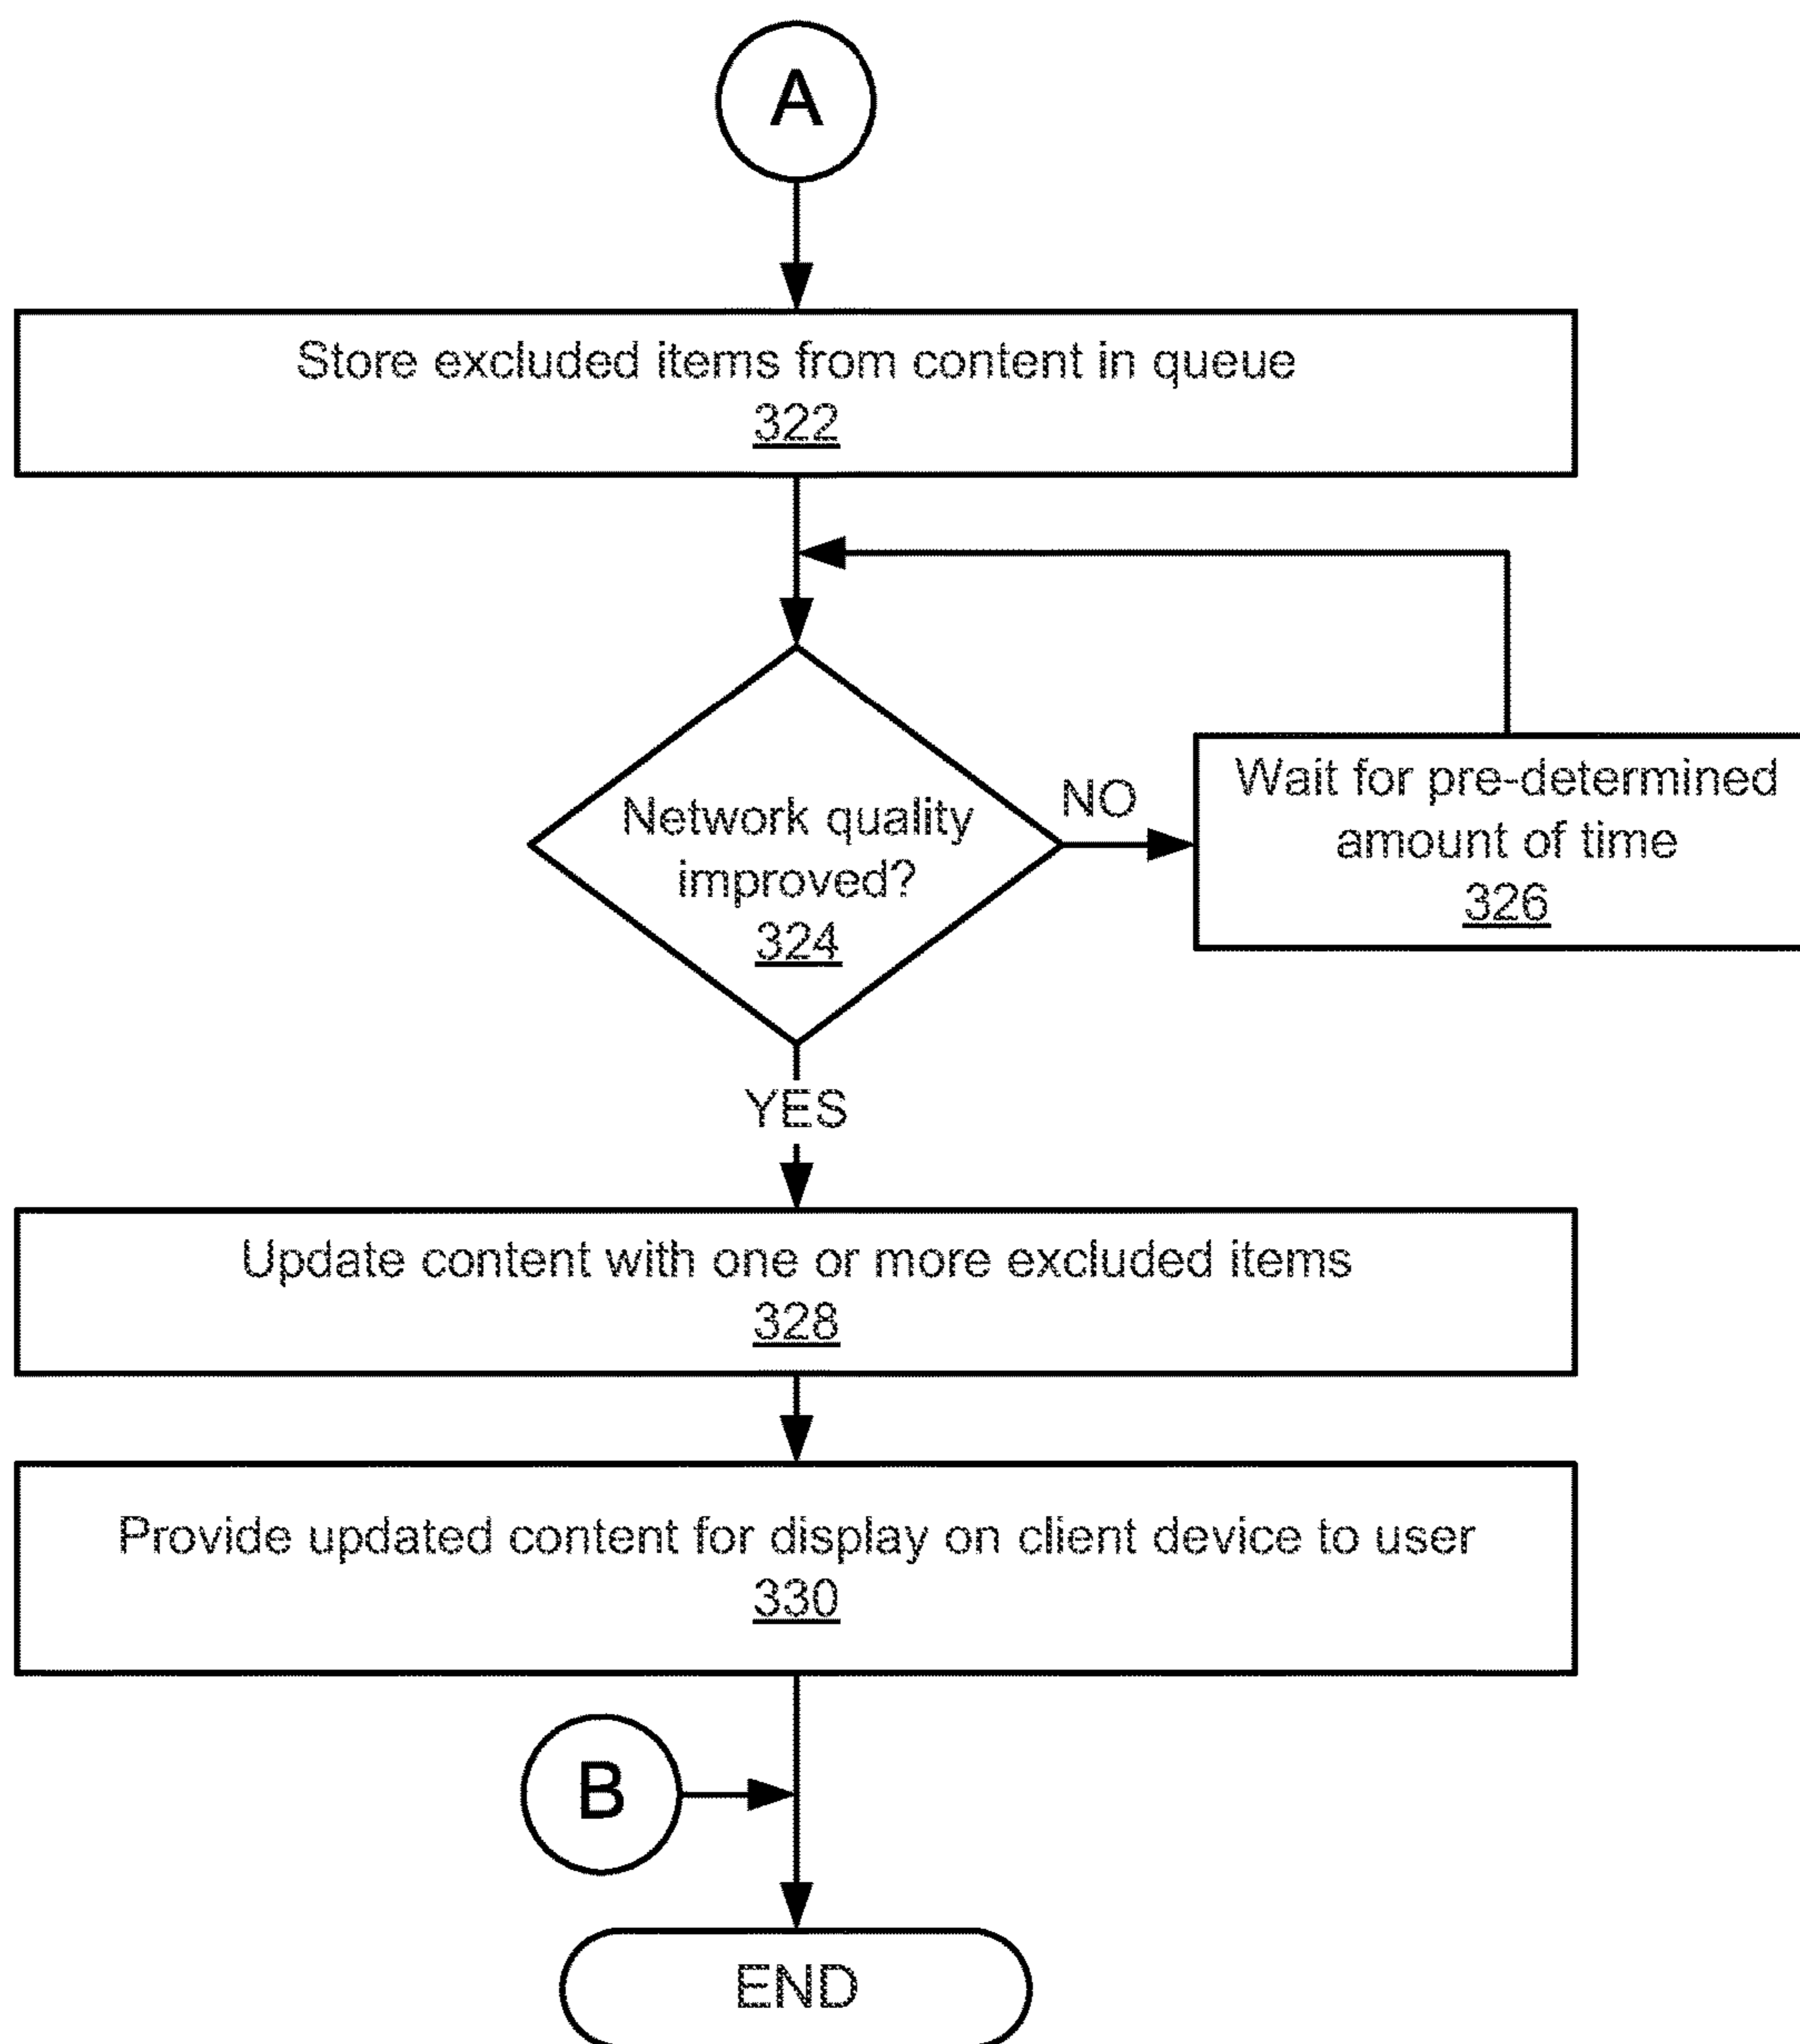 A
Store excluded items from content in queue
322
Network quality
improved?
324
NO
Wait for pre-determined
amount of time
326
YES
Update content with one or more excluded items
328
Provide updated content for display on client device to user
330
B
END